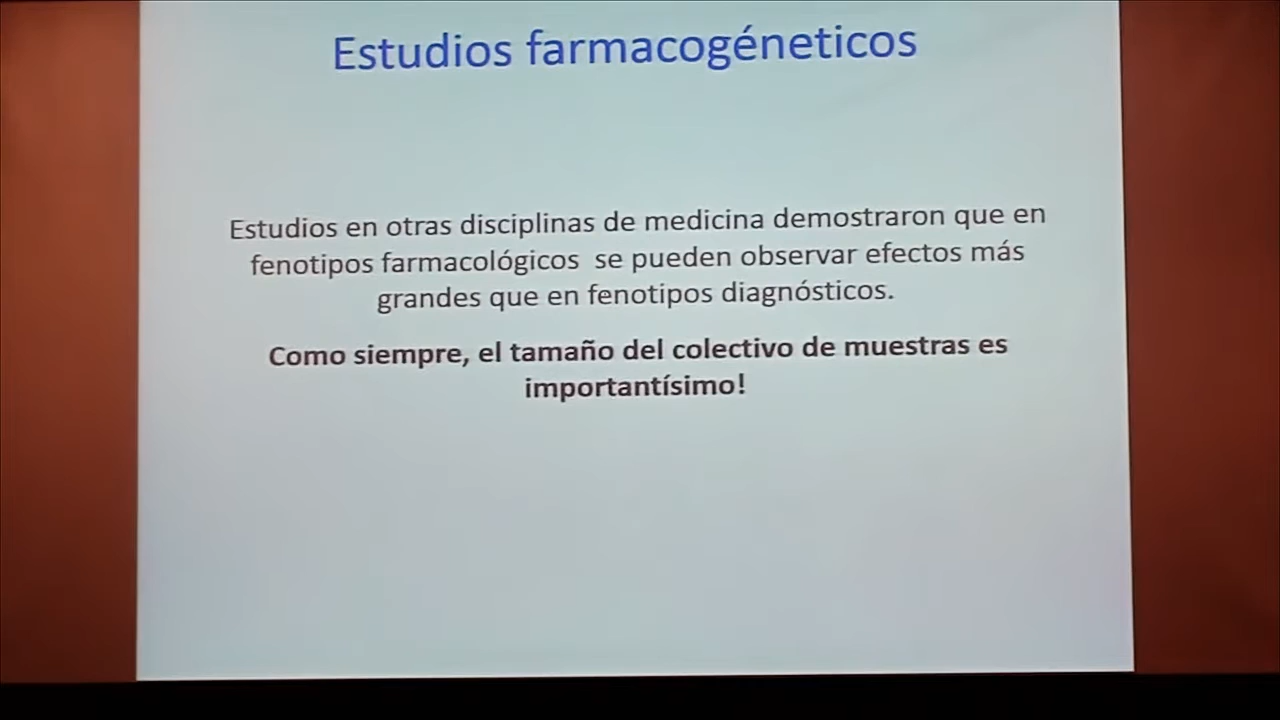 Estudios farmacogéneticos
Estudios en otras disciplinas de medicina demostraron que en
fenotipos farmacológicos se pueden observar efectos más
grandes que en fenotipos diagnósticos.
Como siempre, el tamaño del colectivo de muestras es
importantísimo!